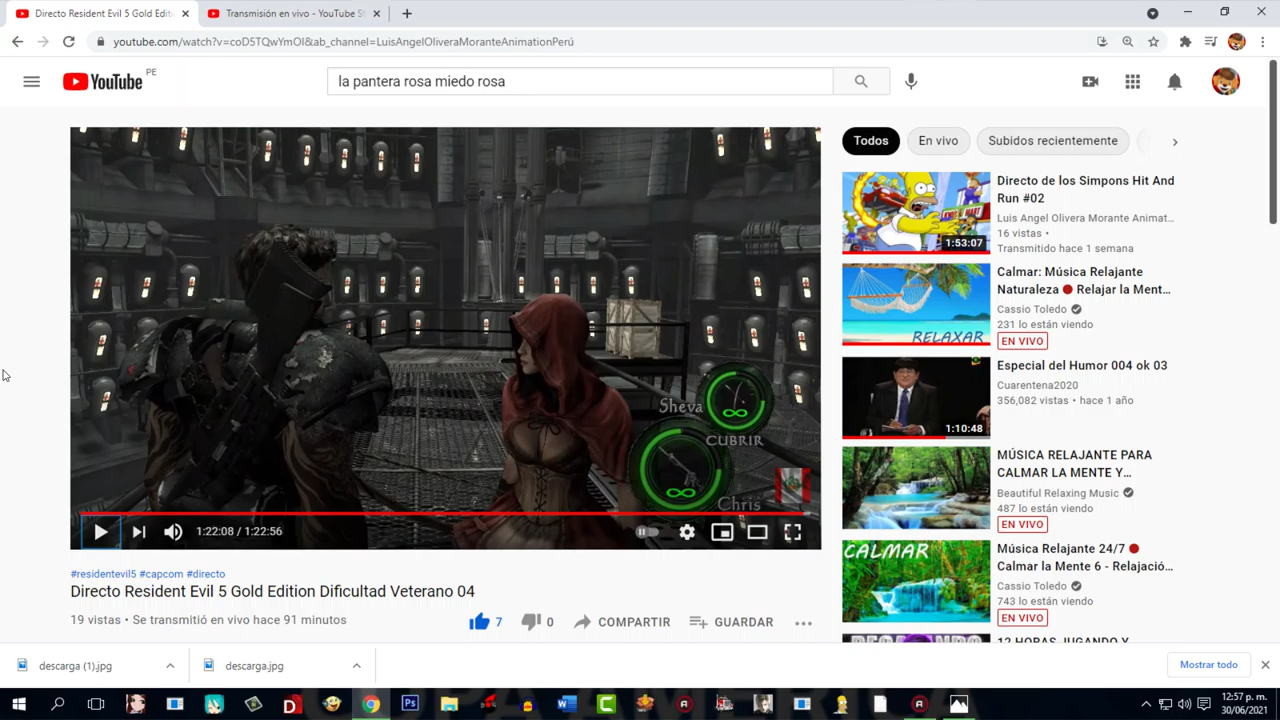 Directo Resident Evil 5 Gold Editi
Transmisión en vivo - YouTube S
youtube.com/watch?v=coD5TQwYmOI&ab_channel=LuisAngelOliveraMoranteAnimationPerú
YouTube PE
la pantera rosa miedo rosa
Sheva
CUBRIR
Chris
1:22:08 / 1:22:56
#residentevil5 #capcom #directo
Directo Resident Evil 5 Gold Edition Dificultad Veterano 04
19 vistas • Se transmitió en vivo hace 91 minutos
7
0
COMPARTIR
GUARDAR
Todos
En vivo
Subidos recientemente
Directo de los Simpons Hit And
Run #02
Luis Angel Olivera Morante Animat...
16 vistas •
Transmitido hace 1 semana
1:53:07
Calmar: Música Relajante
Naturaleza 🔴 Relajar la Ment...
Cassio Toledo
231 lo están viendo
EN VIVO
RELAXAR
Especial del Humor 004 ok 03
Cuarentena2020
356,082 vistas • hace 1 año
1:10:48
MÚSICA RELAJANTE PARA
CALMAR LA MENTE Y...
Beautiful Relaxing Music
487 lo están viendo
EN VIVO
CALMAR
Música Relajante 24/7 🔴
Calmar la Mente 6 - Relajació...
Cassio Toledo
743 lo están viendo
EN VIVO
12 HORAS JUGANDO Y
descarga (1).jpg
descarga.jpg
Mostrar todo
12:57 p. m.
30/06/2021